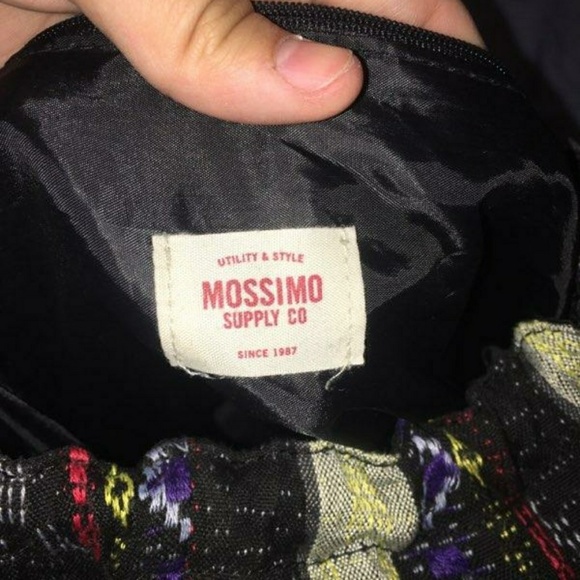 UTILITY & STYLE
MOSSIMO
SUPPLY CO
SINCE 1987